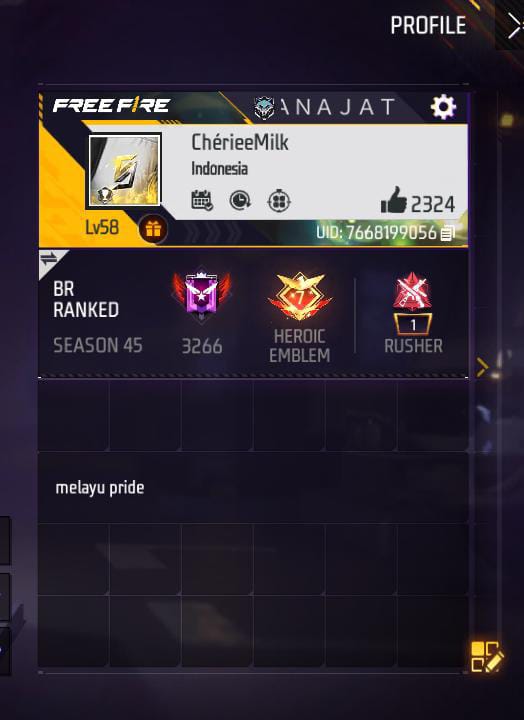 PROFILE
FREE FIRE
ANAJAT
ChérieeMilk
Indonesia
2324
Lv58
UID: 7668199056
BR
RANKED
SEASON 45
3266
7
HEROIC
EMBLEM
1
RUSHER
melayu pride